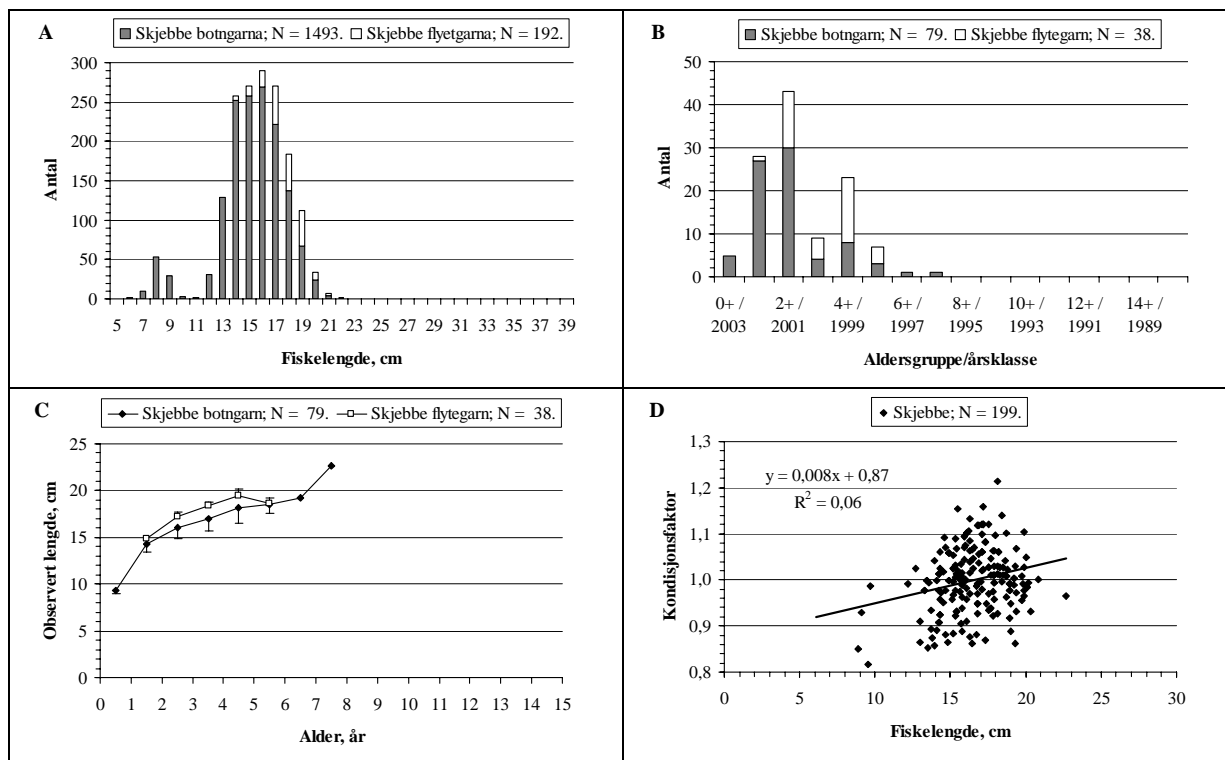 A
Skjebbe botngarna; N = 1493. Skjebbe flyetgarna; N = 192.
Antal
300
250
200
150
100
50
0
5 7 9 11 13 15 17 19 21 23 25 27 29 31 33 35 37 39
Fiskelengde, cm
B
Skjebbe botngarn; N = 79. Skjebbe flytegarn; N = 38.
Antal
50
40
30
20
10
0
0+ / 2+ / 4+ / 6+ / 8+ / 10+ / 12+ / 14+ /
2003 2001 1999 1997 1995 1993 1991 1989
Aldersgruppe/årsklasse
C
Skjebbe botngarn; N = 79. Skjebbe flytegarn; N = 38.
Observert lengde, cm
25
20
15
10
5
0
0 1 2 3 4 5 6 7 8 9 10 11 12 13 14 15
Alder, år
D
Skjebbe; N = 199.
Kondisjonsfaktor
1,3
1,2
1,1
1,0
0,9
0,8
y = 0,008x + 0,87
R² = 0,06
0 5 10 15 20 25 30
Fiskelengde, cm